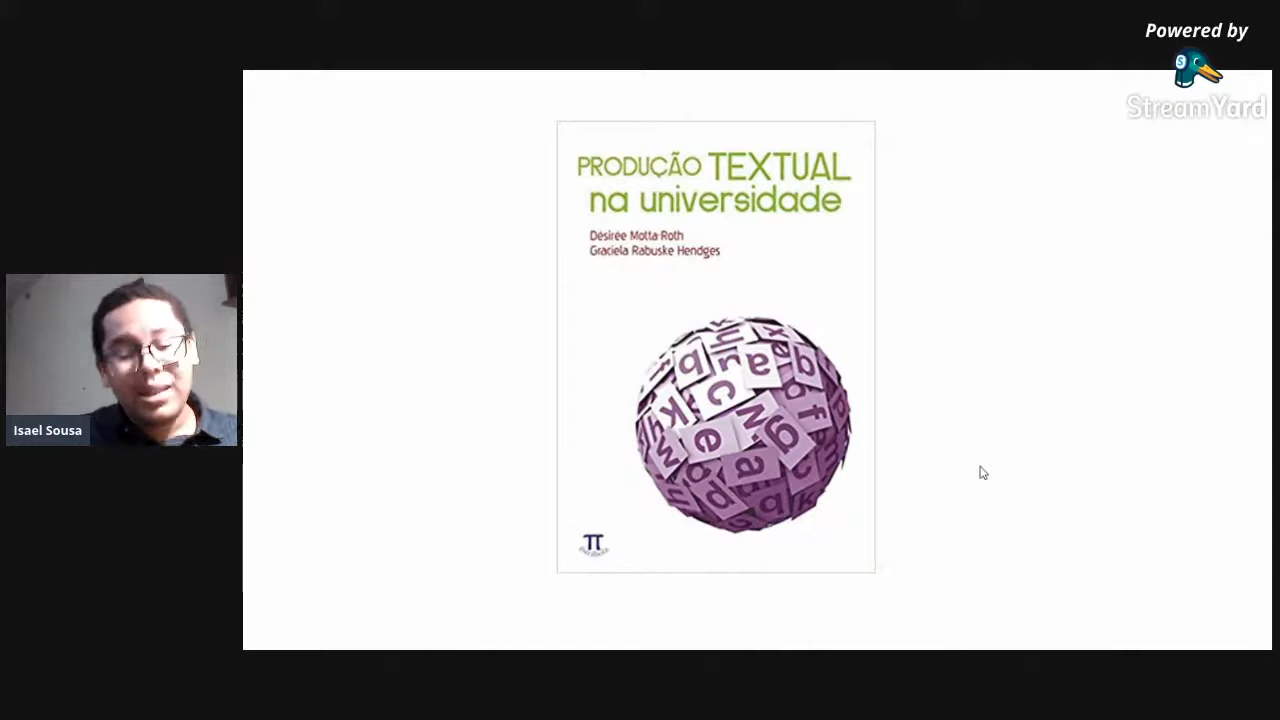 Powered by
StreamYard
PRODUÇÃO TEXTUAL
na universidade
Désirée Motta-Roth
Graciela Rabuske Hendges
Isael Sousa